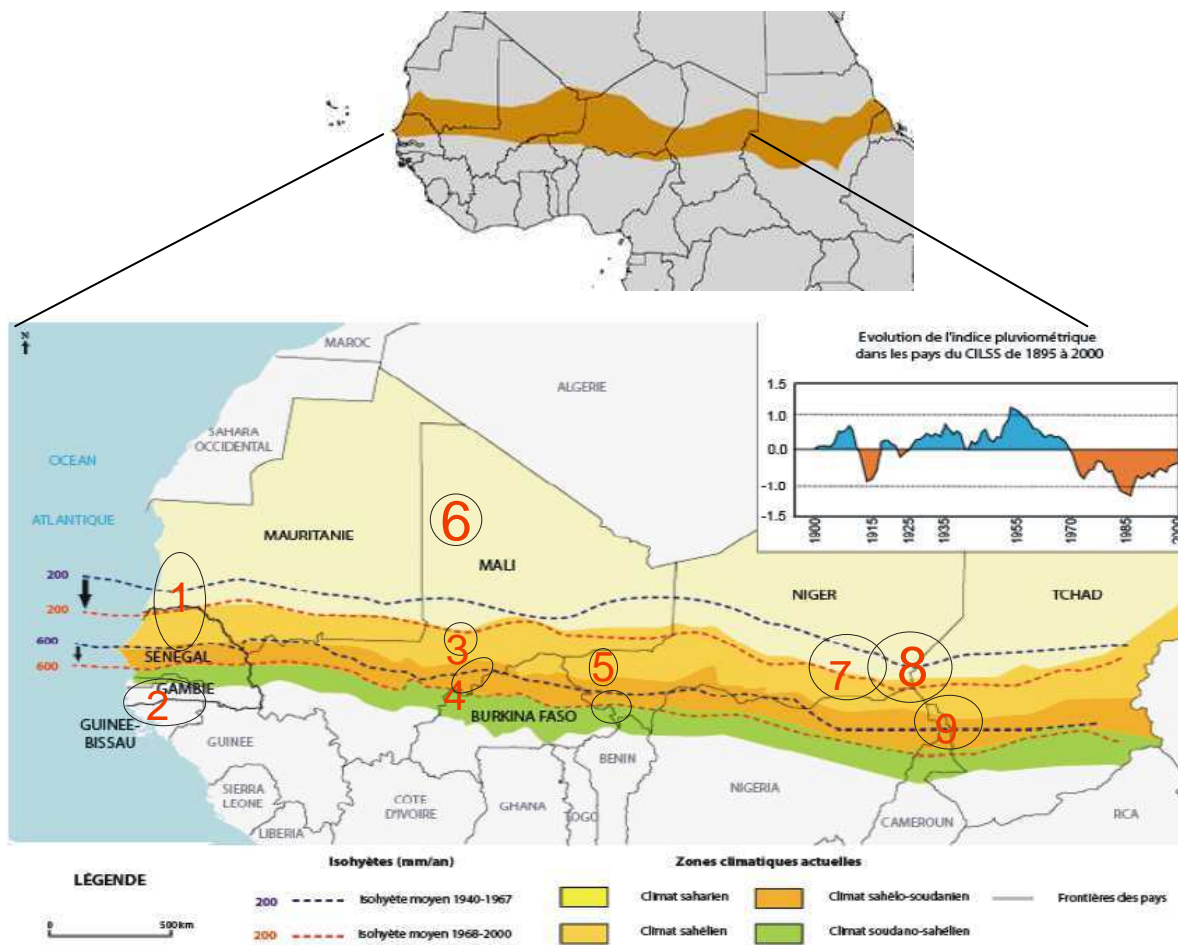 N
MAROC
ALGERIE
SAHARA
OCCIDENTAL
OCEAN
ATLANTIQUE
MAURITANIE
MALI
NIGER
TCHAD
200
200
600
600
SENEGAL
GAMBIE
GUINEE-
BISSAU
GUINEE
SIERRA
LEONE
LIBERIA
CÔTE
D'IVOIRE
BURKINA FASO
GHANA
TOGO
BENIN
NIGERIA
CAMEROUN
RCA
1
2
3
4
5
6
7
8
9
Evolution de l'indice pluviométrique
dans les pays du CILSS de 1895 à 2000
1.5
1.0
0.0
-1.0
-1.5
1900
1915
1925
1935
1955
1970
1985
2000
LÉGENDE
0 500km
Isohyètes (mm/an)
200 Isohyète moyen 1940-1967
200 Isohyète moyen 1968-2000
Zones climatiques actuelles
Climat saharien
Climat sahélien
Climat sahélo-soudanien
Climat soudano-sahélien
Frontières des pays